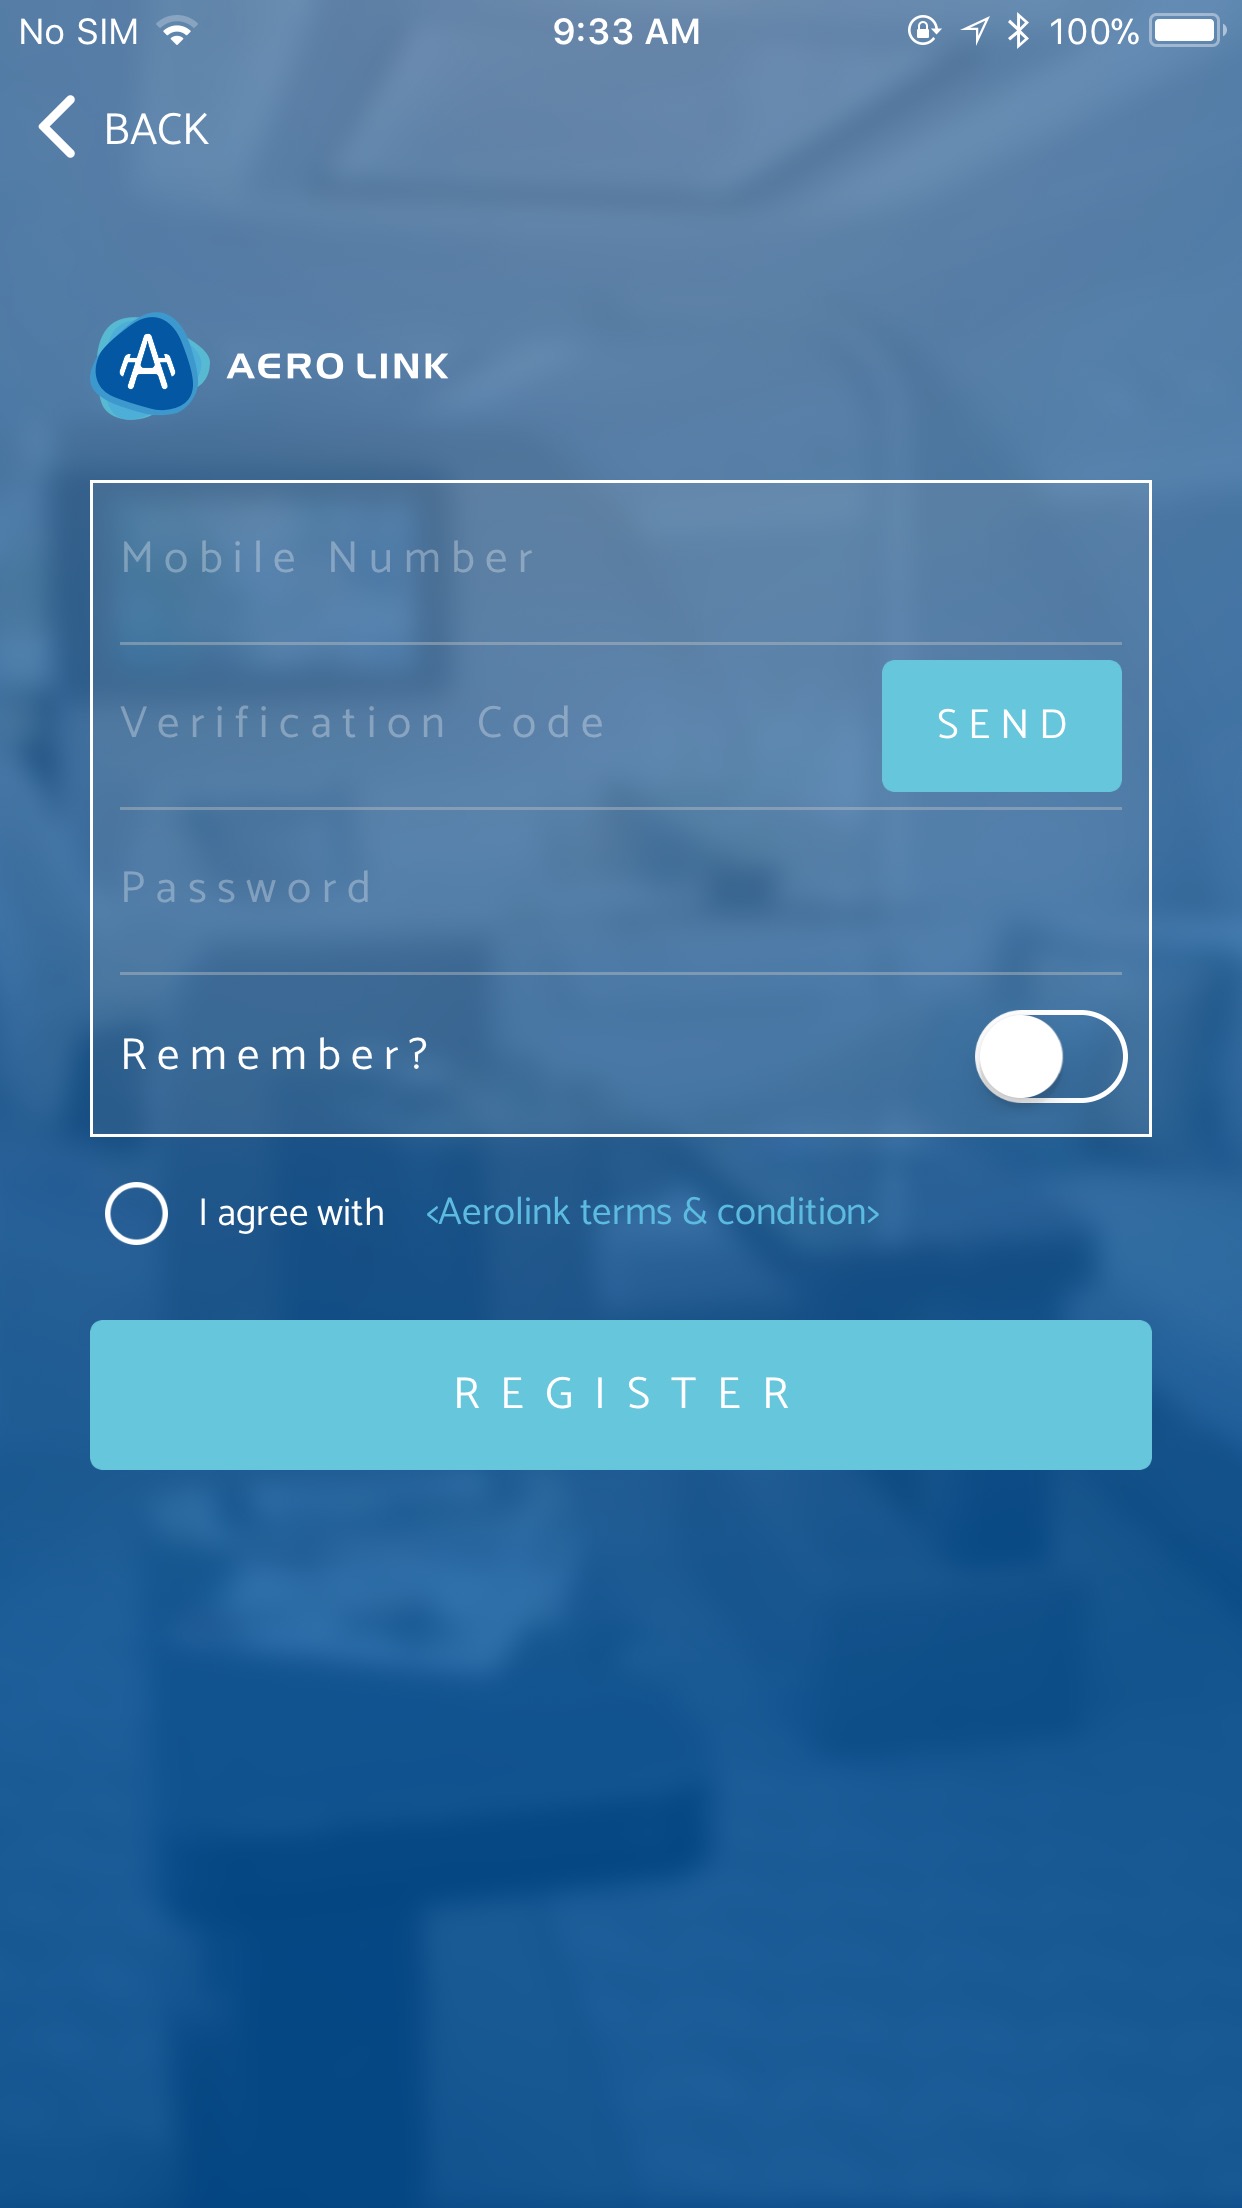 No SIM 9:33 AM 100%
BACK
AERO LINK
Mobile Number
Verification Code SEND
Password
Remember?
I agree with <Aerolink terms & condition>
REGISTER